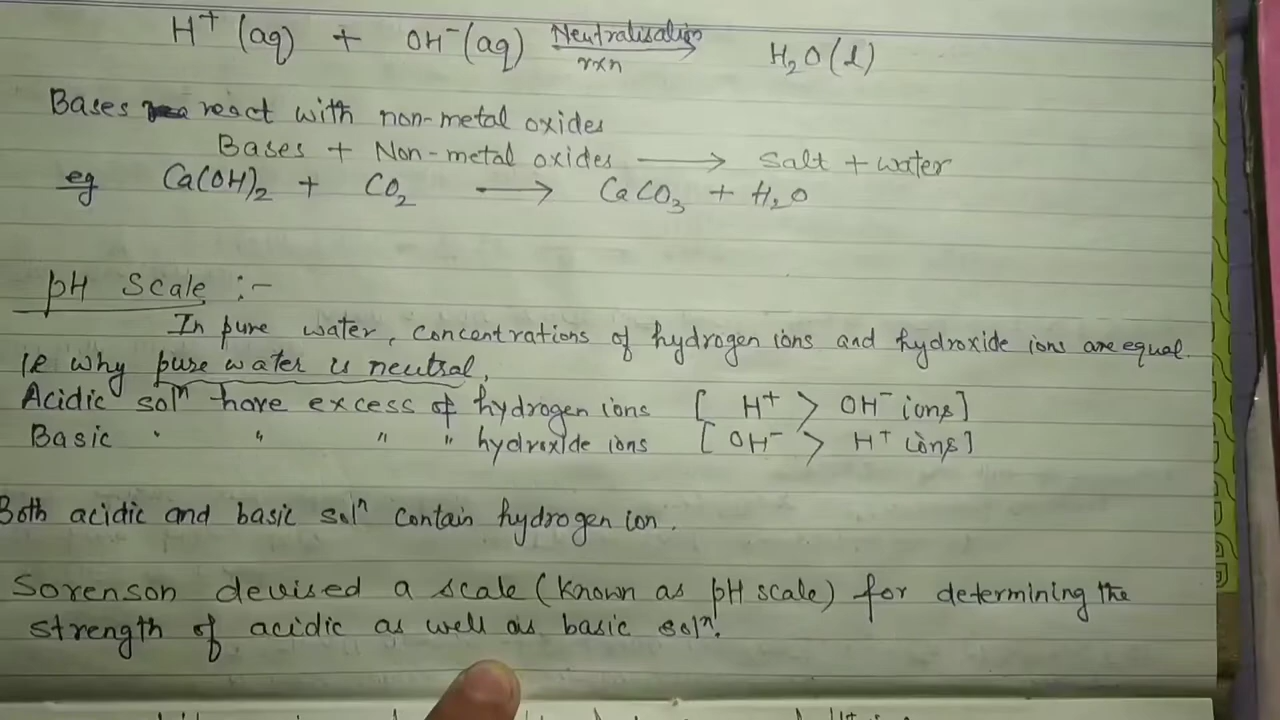 H⁺ (aq) + OH⁻ (aq) Neutralisation rxn → H₂O (l)
Bases react with non-metal oxides
Bases + Non-metal oxides ⟶ salt + water
eg Ca(OH)₂ + CO₂ ⟶ CaCO₃ + H₂O
pH Scale :-
In pure water, concentrations of hydrogen ions and hydroxide ions are equal.
ie why pure water is neutral,
Acidic solⁿ have excess of hydrogen ions [ H⁺ > OH⁻ ions]
Basic " " " " hydroxide ions [ OH⁻ > H⁺ ions]
Both acidic and basic solⁿ contain hydrogen ion.
Sorenson devised a scale (known as pH scale) for determining the
strength of acidic as well as basic solⁿ.